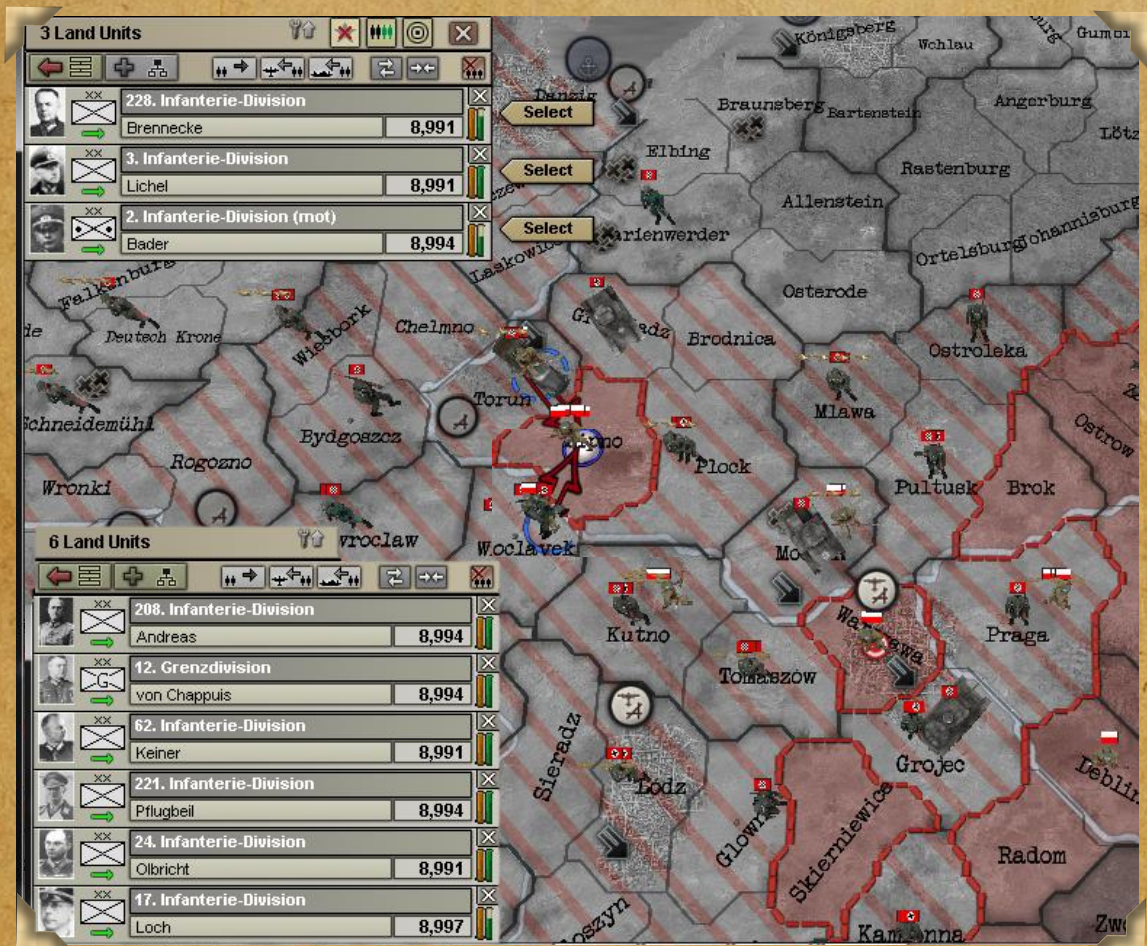 3 Land Units
228. Infanterie-Division
Brennecke 8,991
Select
3. Infanterie-Division
Lichel 8,991
Select
2. Infanterie-Division (mot)
Bader 8,994
Select
6 Land Units
208. Infanterie-Division
Andreas 8,994
12. Grenzdivision
von Chappuis 8,994
62. Infanterie-Division
Keiner 8,991
221. Infanterie-Division
Pflugbeil 8,994
24. Infanterie-Division
Olbricht 8,991
17. Infanterie-Division
Loch 8,997
Königsberg
Wehlau
Danzig
Braunsberg
Bartenstein
Angerburg
Elbing
Rastenburg
Allenstein
Ortelsburg
Johannisburg
Osterode
Falkenburg
Deutsch Krone
Wiesbork
Chelmno
Brodnica
Ostroleka
Torun
Mlawa
Ostrow
Bydgoszcz
Plock
Rogozno
Pultusk
Brok
Wronki
Woclavek
Kutno
Praga
Tomaszów
Grojec
Sieradz
Lódz
Skierniewice
Radom